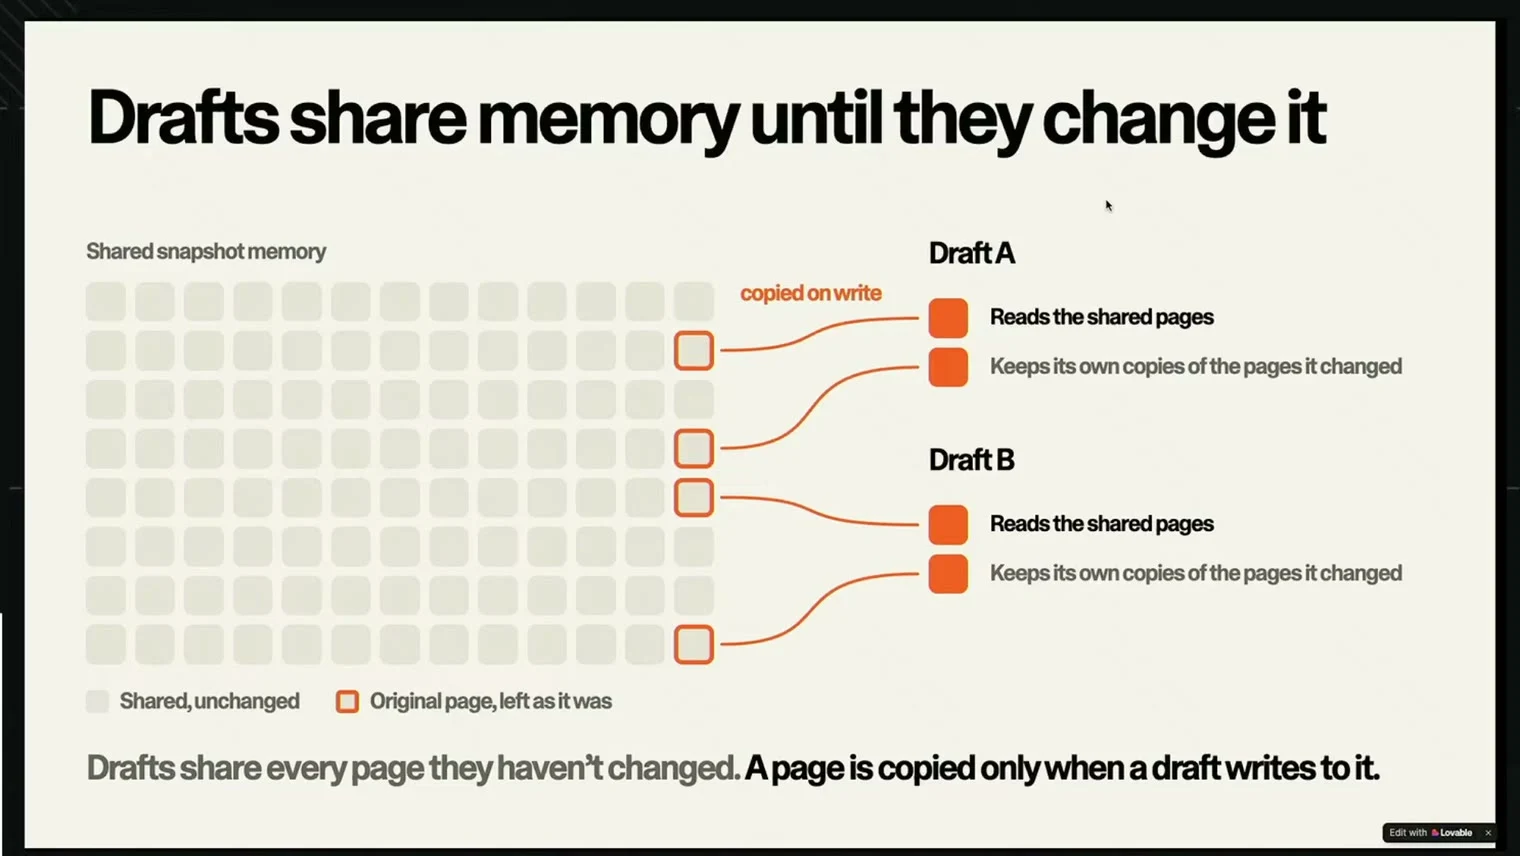 Drafts share memory until they change it
Shared snapshot memory
copied on write
Draft A
Reads the shared pages
Keeps its own copies of the pages it changed
Draft B
Reads the shared pages
Keeps its own copies of the pages it changed
Shared, unchanged
Original page, left as it was
Drafts share every page they haven't changed. A page is copied only when a draft writes to it.
Edit with Lovable ×